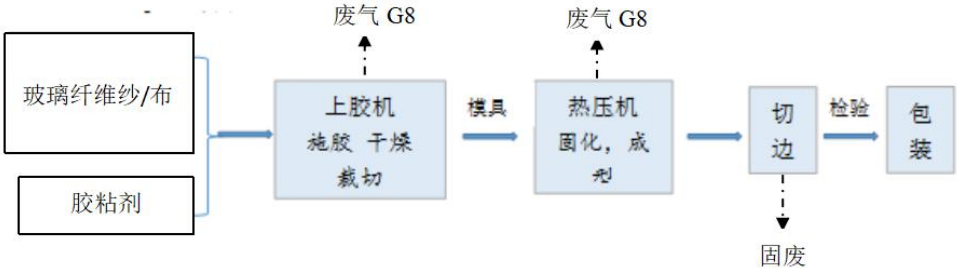 废气 G8
废气 G8
玻璃纤维纱/布
胶粘剂
上胶机
施胶 干燥
裁切
模具
热压机
固化，成
型
切
边
检验
包
装
固废